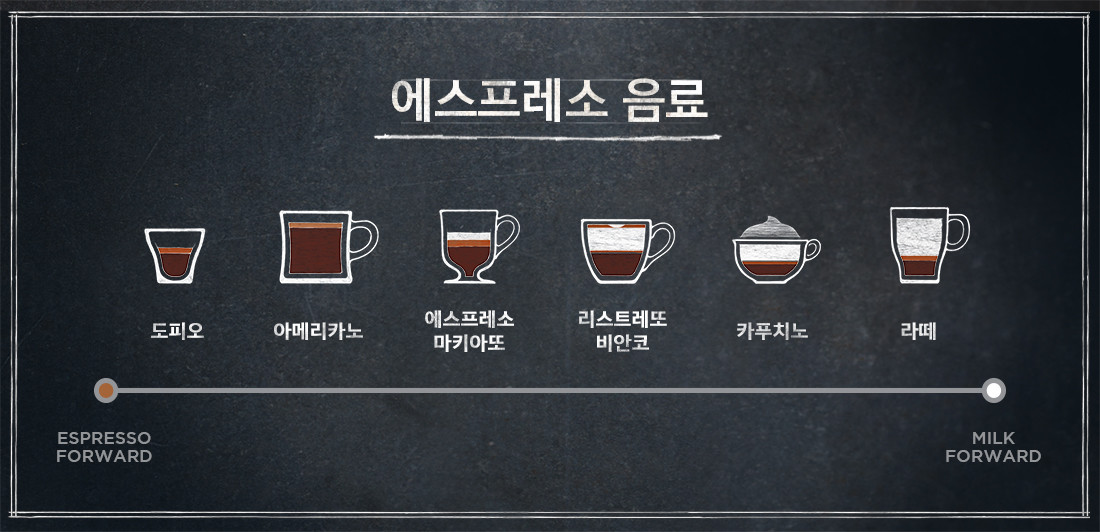 에스프레소 음료
도피오
아메리카노
에스프레소
마키아또
리스트레또
비안코
카푸치노
라떼
ESPRESSO
FORWARD
MILK
FORWARD